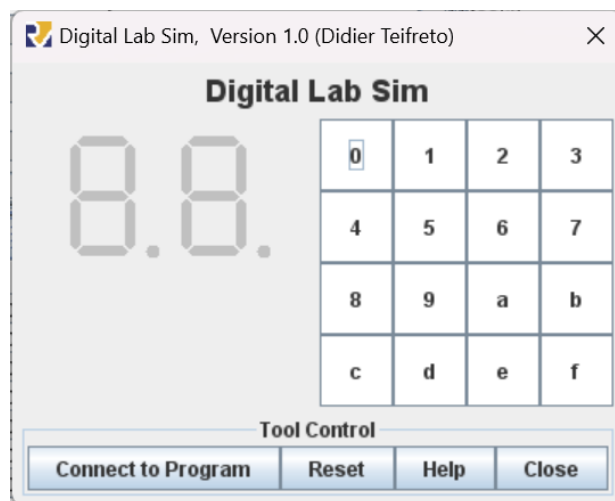 Digital Lab Sim, Version 1.0 (Didier Teifreto)
Digital Lab Sim
0 1 2 3
4 5 6 7
8 9 a b
c d e f
Tool Control
Connect to Program Reset Help Close